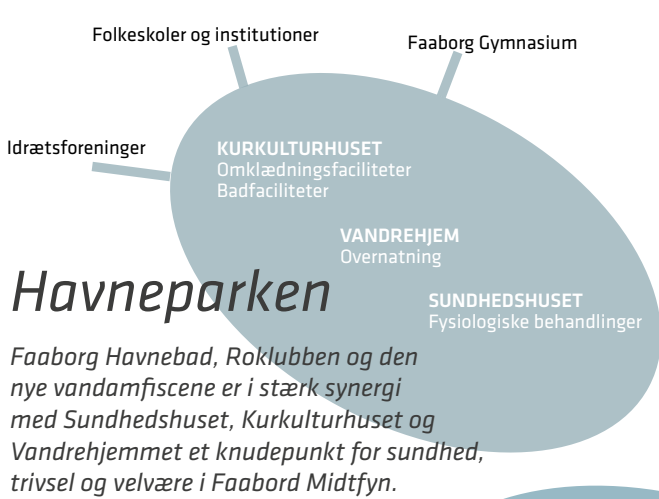 Folkeskoler og institutioner
Faaborg Gymnasium
Idrætsforeninger
KURKULTURHUSET
Omklædningsfaciliteter
Badfaciliteter
VANDREHJEM
Overnatning
SUNDHEDSHUSET
Fysiologiske behandlinger
Havneparken
Faaborg Havnebad, Roklubben og den
nye vandamfiscene er i stærk synergi
med Sundhedshuset, Kurkulturhuset og
Vandrehjemmet et knudepunkt for sundhed,
trivsel og velvære i Faabord Midtfyn.